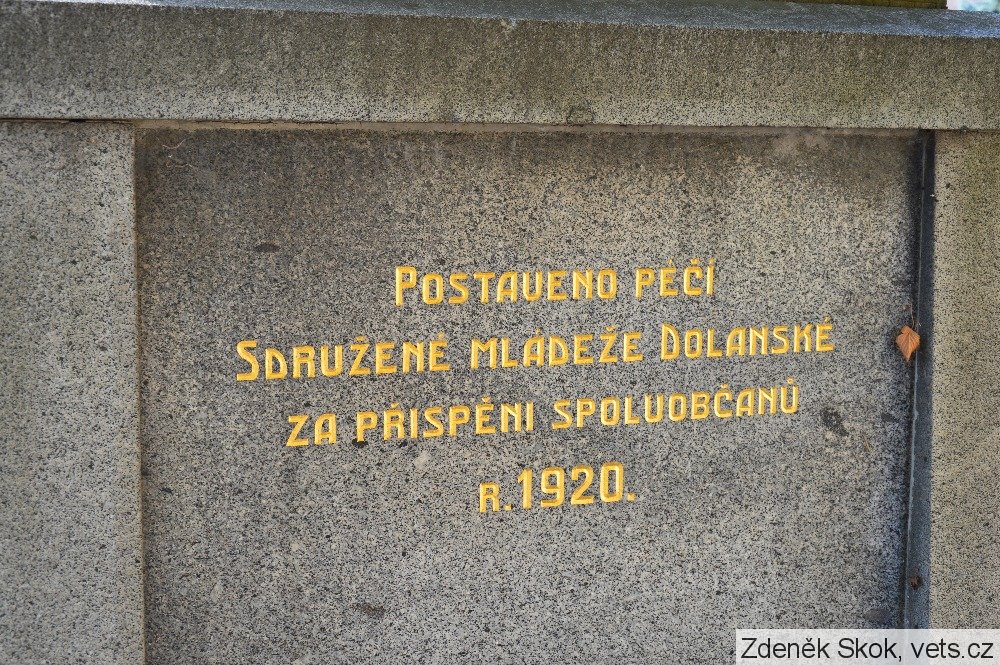 Postaveno péčí
Sdružené mládeže Dolanské
za přispění spoluobčanů
r. 1920.
Zdeněk Skok, vets.cz